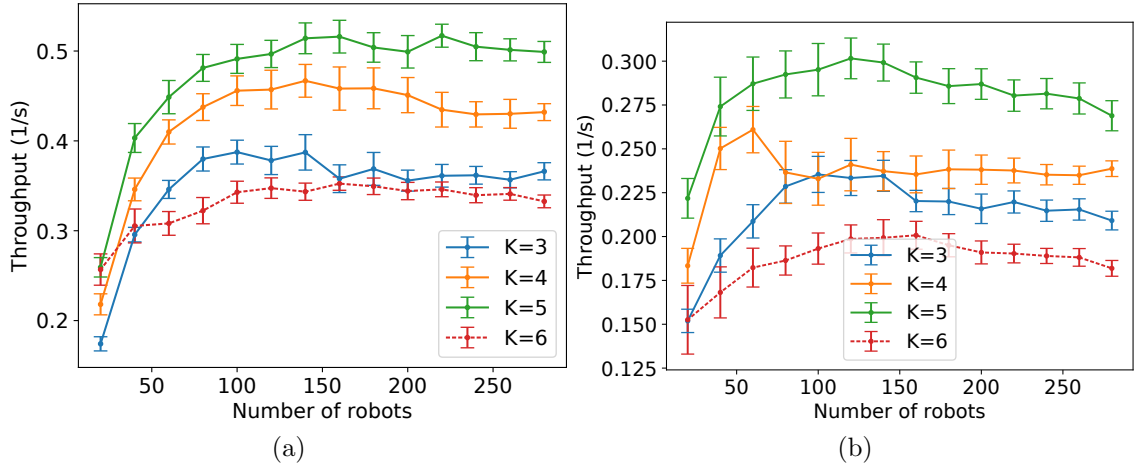 0.5
0.4
0.3
0.2
Throughput (1/s)
50
100
150
200
250
Number of robots
K=3
K=4
K=5
K=6
(a)
0.300
0.275
0.250
0.225
0.200
0.175
0.150
0.125
Throughput (1/s)
50
100
150
200
250
Number of robots
K=3
K=4
K=5
K=6
(b)